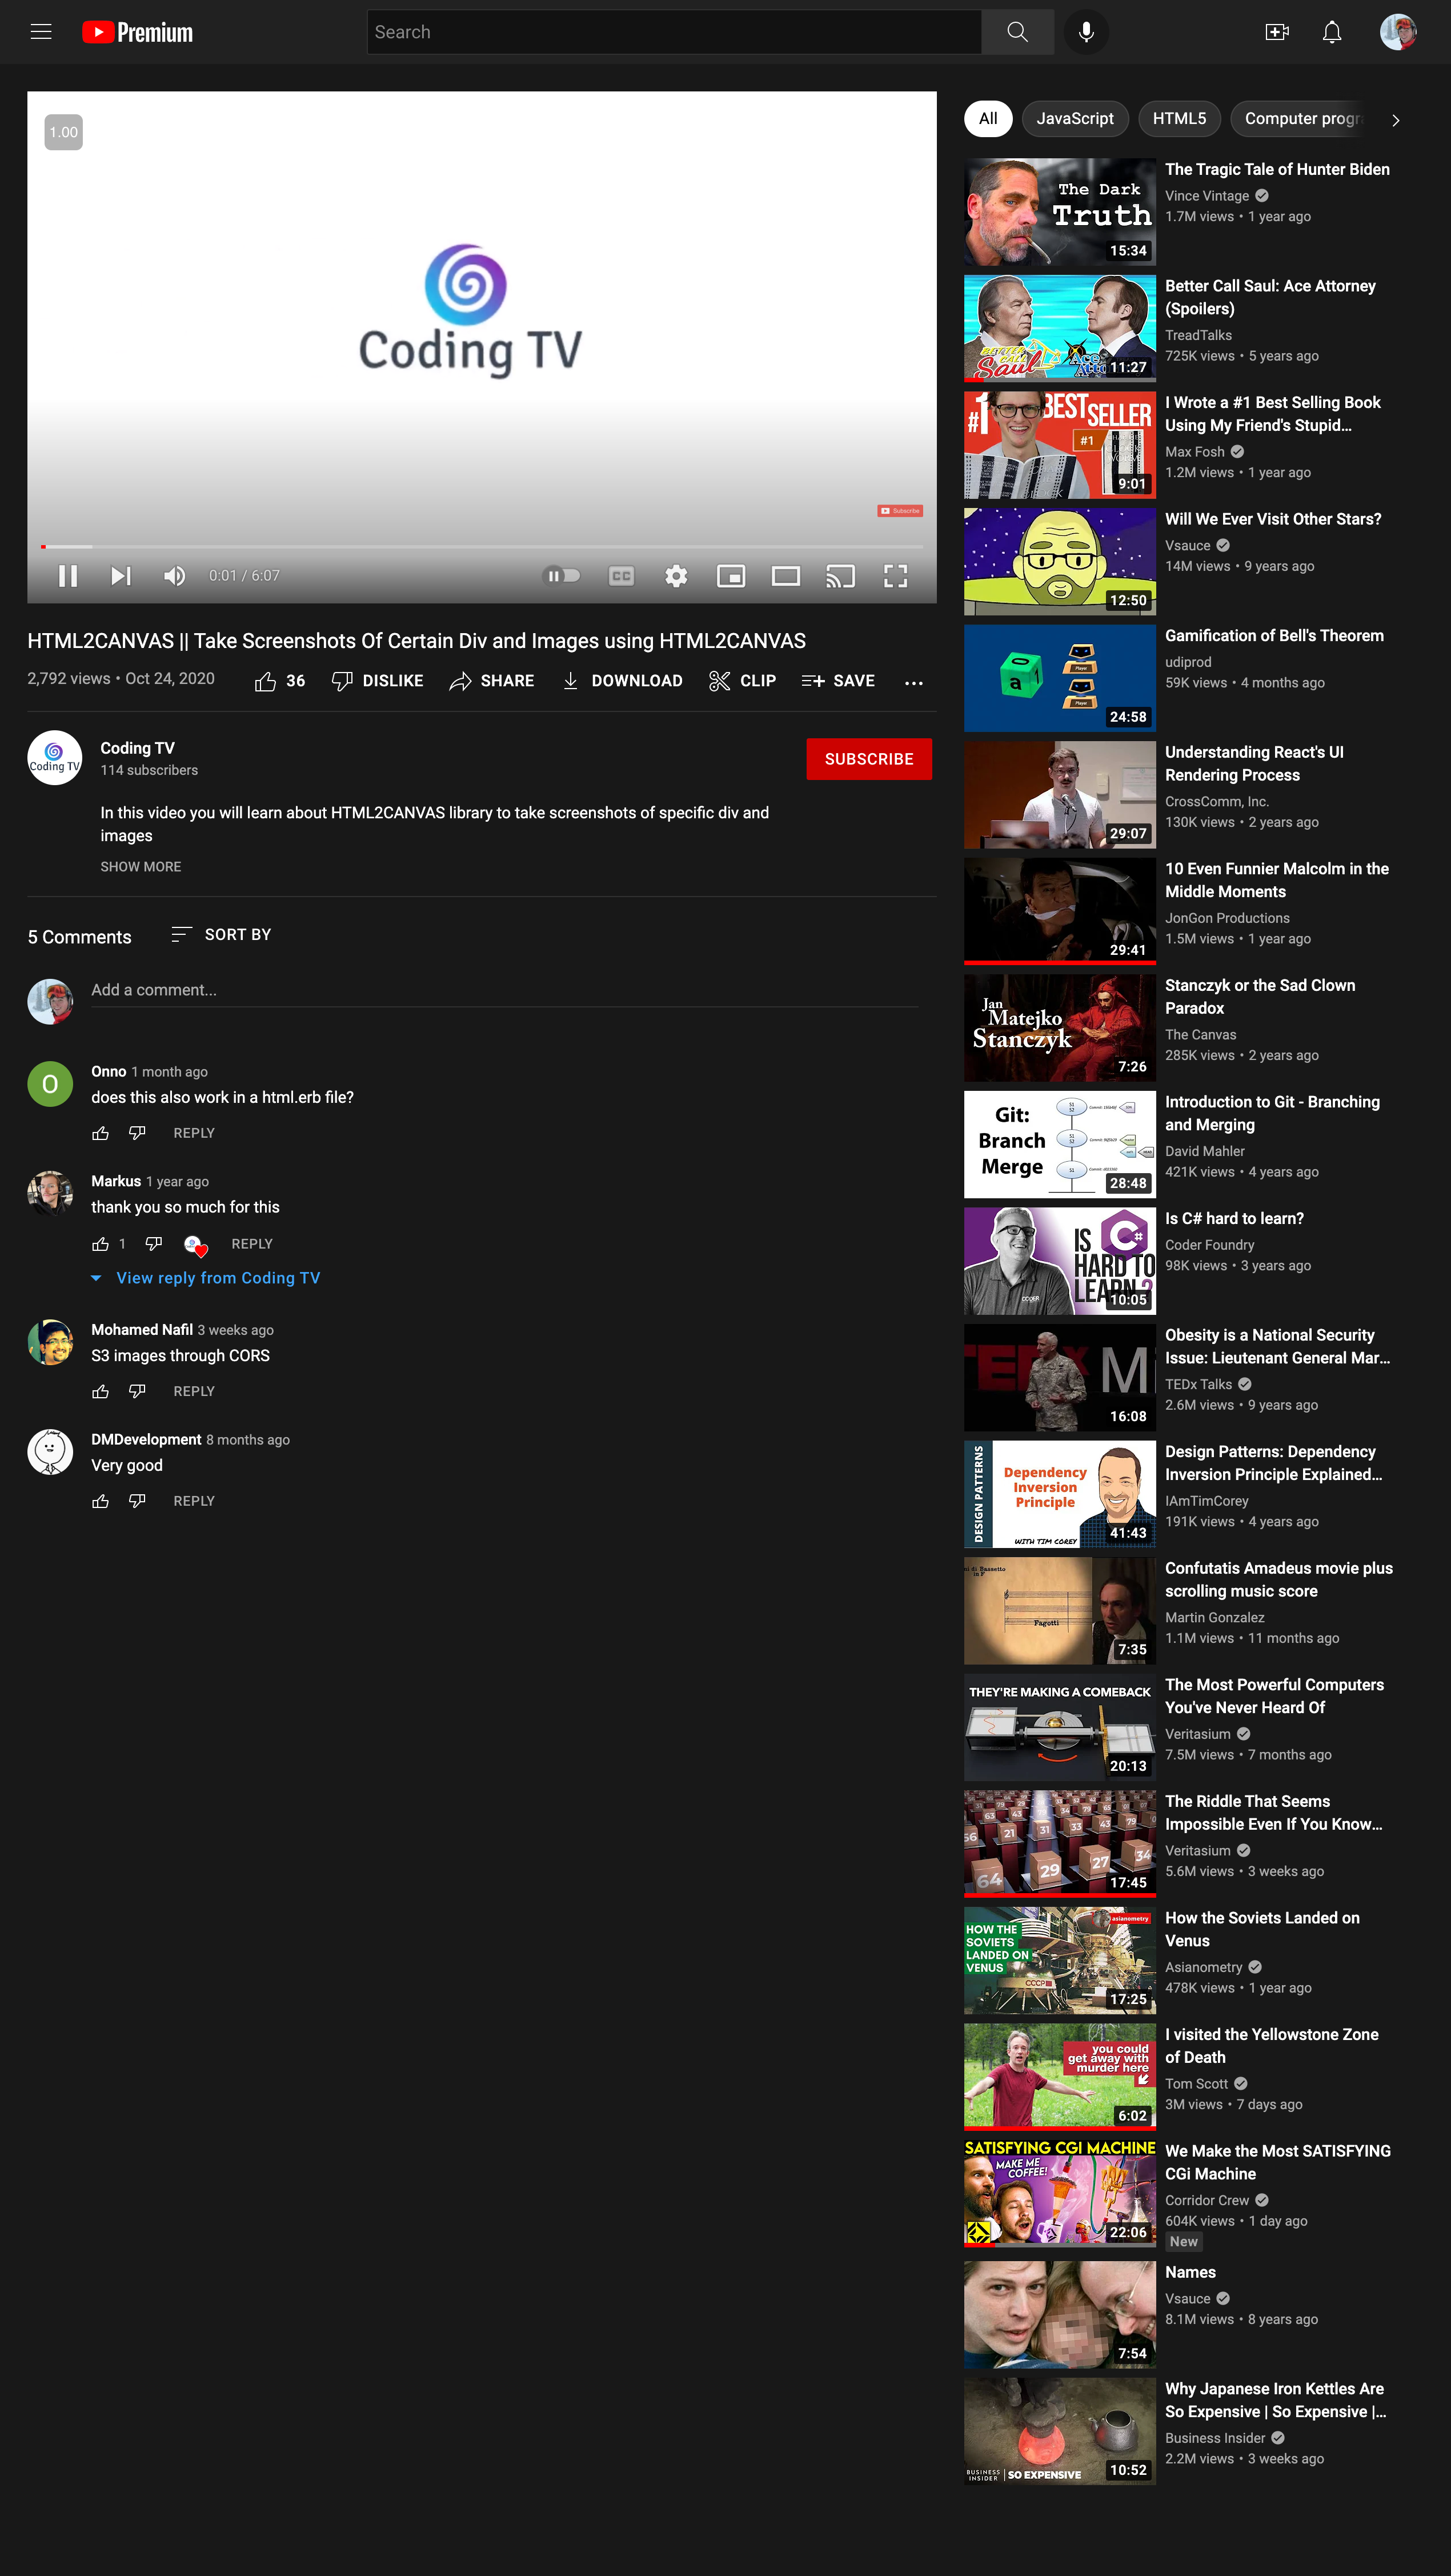 Premium
Search
1.00
Coding TV
Subscribe
0:01 / 6:07
CC
HTML2CANVAS || Take Screenshots Of Certain Div and Images using HTML2CANVAS
2,792 views • Oct 24, 2020
36
DISLIKE
SHARE
DOWNLOAD
CLIP
SAVE
Coding TV
Coding TV
114 subscribers
SUBSCRIBE
In this video you will learn about HTML2CANVAS library to take screenshots of specific div and
images
SHOW MORE
5 Comments
SORT BY
Add a comment...
O
Onno 1 month ago
does this also work in a html.erb file?
REPLY
Markus 1 year ago
thank you so much for this
1
REPLY
View reply from Coding TV
Mohamed Nafil 3 weeks ago
S3 images through CORS
REPLY
DMDevelopment 8 months ago
Very good
REPLY
All
JavaScript
HTML5
Computer progr
The Dark
Truth
15:34
The Tragic Tale of Hunter Biden
Vince Vintage
1.7M views • 1 year ago
BETTER
CALL
Saul
Ace
11:27
Better Call Saul: Ace Attorney
(Spoilers)
TreadTalks
725K views • 5 years ago
#1 BEST SELLER
#1
9:01
I Wrote a #1 Best Selling Book
Using My Friend's Stupid...
Max Fosh
1.2M views • 1 year ago
12:50
Will We Ever Visit Other Stars?
Vsauce
14M views • 9 years ago
a
Player
Player
24:58
Gamification of Bell's Theorem
udiprod
59K views • 4 months ago
29:07
Understanding React's UI
Rendering Process
CrossComm, Inc.
130K views • 2 years ago
29:41
10 Even Funnier Malcolm in the
Middle Moments
JonGon Productions
1.5M views • 1 year ago
Jan
Matejko
Stanczyk
7:26
Stanczyk or the Sad Clown
Paradox
The Canvas
285K views • 2 years ago
Git:
Branch
Merge
28:48
Introduction to Git - Branching
and Merging
David Mahler
421K views • 4 years ago
IS
C#
HARD TO
LEARN?
CODER
10:05
Is C# hard to learn?
Coder Foundry
98K views • 3 years ago
TEDx
16:08
Obesity is a National Security
Issue: Lieutenant General Mar...
TEDx Talks
2.6M views • 9 years ago
DESIGN PATTERNS
Dependency
Inversion
Principle
WITH TIM COREY
41:43
Design Patterns: Dependency
Inversion Principle Explained...
IAmTimCorey
191K views • 4 years ago
Fagotti
7:35
Confutatis Amadeus movie plus
scrolling music score
Martin Gonzalez
1.1M views • 11 months ago
THEY'RE MAKING A COMEBACK
20:13
The Most Powerful Computers
You've Never Heard Of
Veritasium
7.5M views • 7 months ago
21 31 33 43 79
64 29 27 34
17:45
The Riddle That Seems
Impossible Even If You Know...
Veritasium
5.6M views • 3 weeks ago
asianometry
HOW THE
SOVIETS
LANDED ON
VENUS
CCCP
17:25
How the Soviets Landed on
Venus
Asianometry
478K views • 1 year ago
you could
get away with
murder here
6:02
I visited the Yellowstone Zone
of Death
Tom Scott
3M views • 7 days ago
SATISFYING CGI MACHINE
MAKE ME
COFFEE!
22:06
We Make the Most SATISFYING
CGi Machine
Corridor Crew
604K views • 1 day ago
New
7:54
Names
Vsauce
8.1M views • 8 years ago
BUSINESS
INSIDER
SO EXPENSIVE
10:52
Why Japanese Iron Kettles Are
So Expensive | So Expensive |...
Business Insider
2.2M views • 3 weeks ago